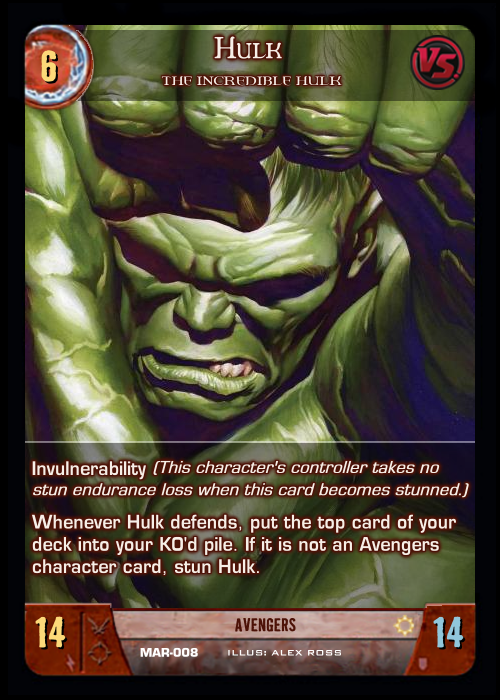 6
Hulk
VS.
THE INCREDIBLE HULK
Invulnerability (This character's controller takes no
stun endurance loss when this card becomes stunned.)
Whenever Hulk defends, put the top card of your
deck into your KO'd pile. If it is not an Avengers
character card, stun Hulk.
14
AVENGERS
14
MAR-008 ILLUS: ALEX ROSS